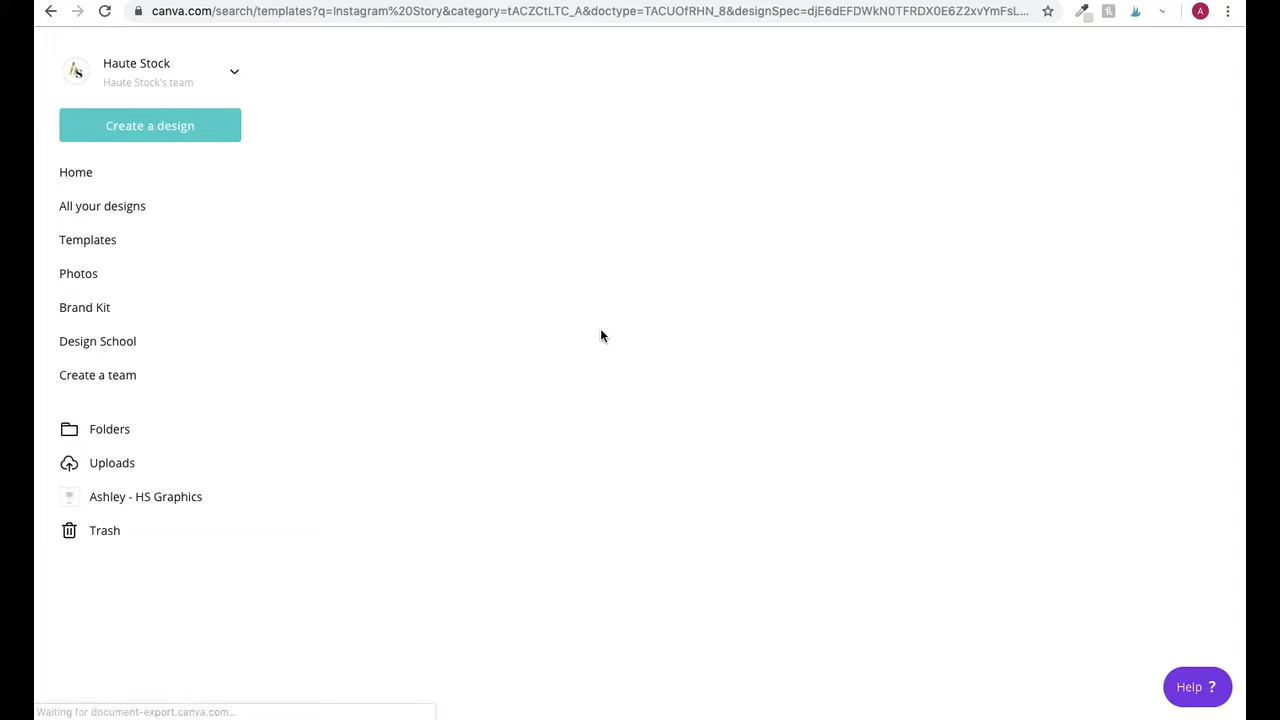 canva.com/search/templates?q=Instagram%20Story&category=tACZCtLTC_A&doctype=TACUOfRHN_8&designSpec=djE6dEFDWkN0TFRDX0E6Z2xvYmFsL...
A
Haute Stock
Haute Stock's team
Create a design
Home
All your designs
Templates
Photos
Brand Kit
Design School
Create a team
Folders
Uploads
Ashley - HS Graphics
Trash
Help ?
Waiting for document-export.canva.com...